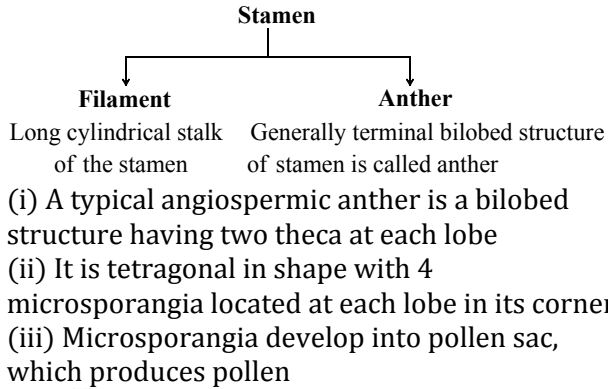 Stamen
Filament Anther
Long cylindrical stalk Generally terminal bilobed structure
of the stamen of stamen is called anther
(i) A typical angiospermic anther is a bilobed
structure having two theca at each lobe
(ii) It is tetragonal in shape with 4
microsporangia located at each lobe in its corner
(iii) Microsporangia develop into pollen sac,
which produces pollen